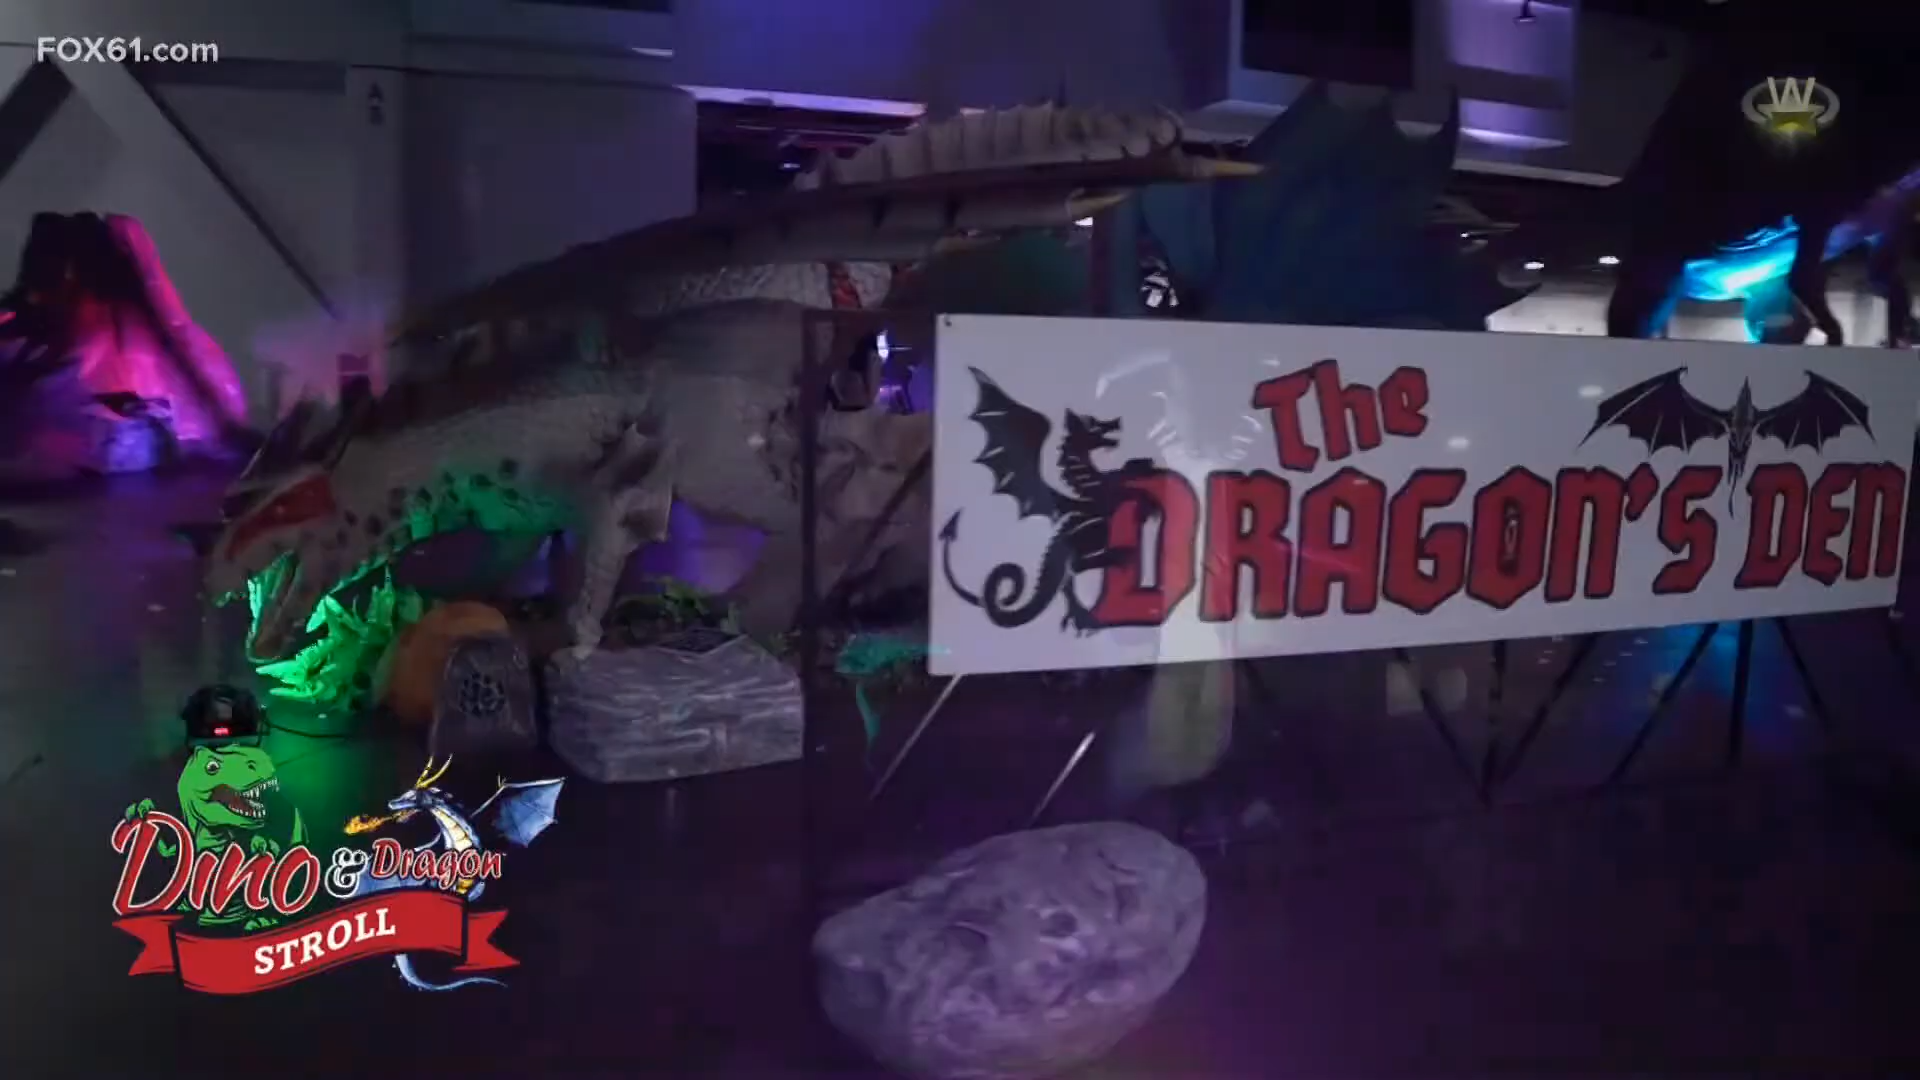 FOX61.com
W
The
DRAGON'S DEN
Dino & Dragon
STROLL